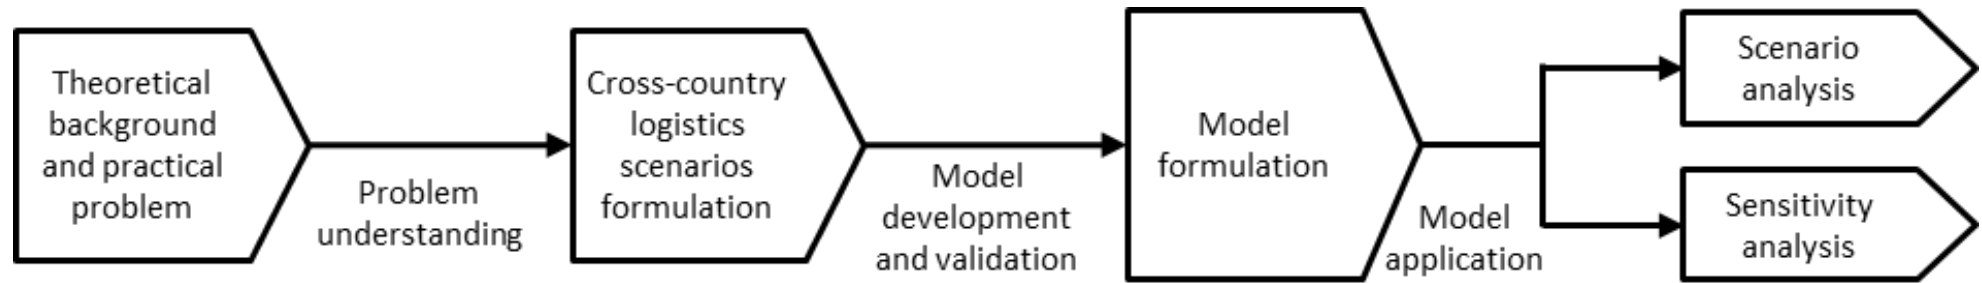 Theoretical
background
and practical
problem
Problem
understanding
Cross-country
logistics
scenarios
formulation
Model
development
and validation
Model
formulation
Model
application
Scenario
analysis
Sensitivity
analysis